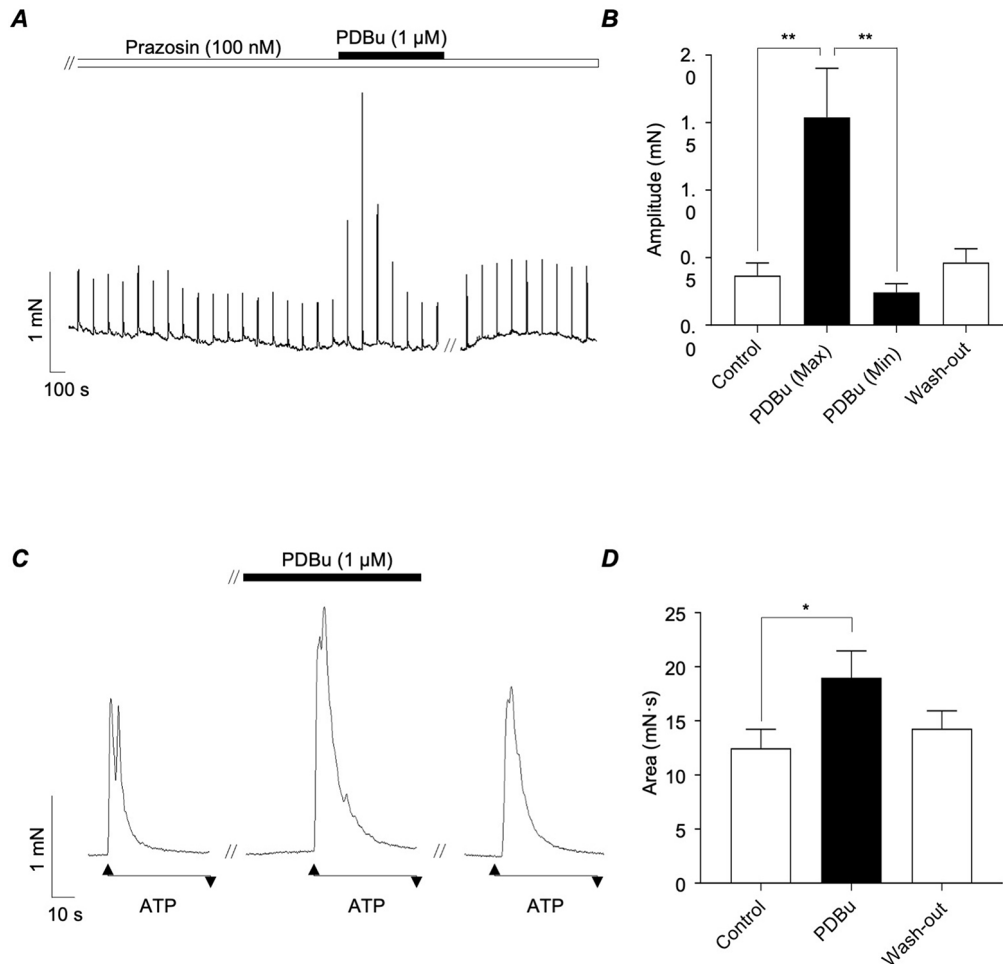 A
Prazosin (100 nM)
PDBu (1 µM)
//
1 mN
100 s
//
B
**
**
Amplitude (mN)
2.
0
1.
5
1.
0
0.
5
0.
0
Control
PDBu (Max)
PDBu (Min)
Wash-out
C
PDBu (1 µM)
//
1 mN
10 s
//
//
ATP
ATP
ATP
D
*
Area (mN·s)
25
20
15
10
5
0
Control
PDBu
Wash-out